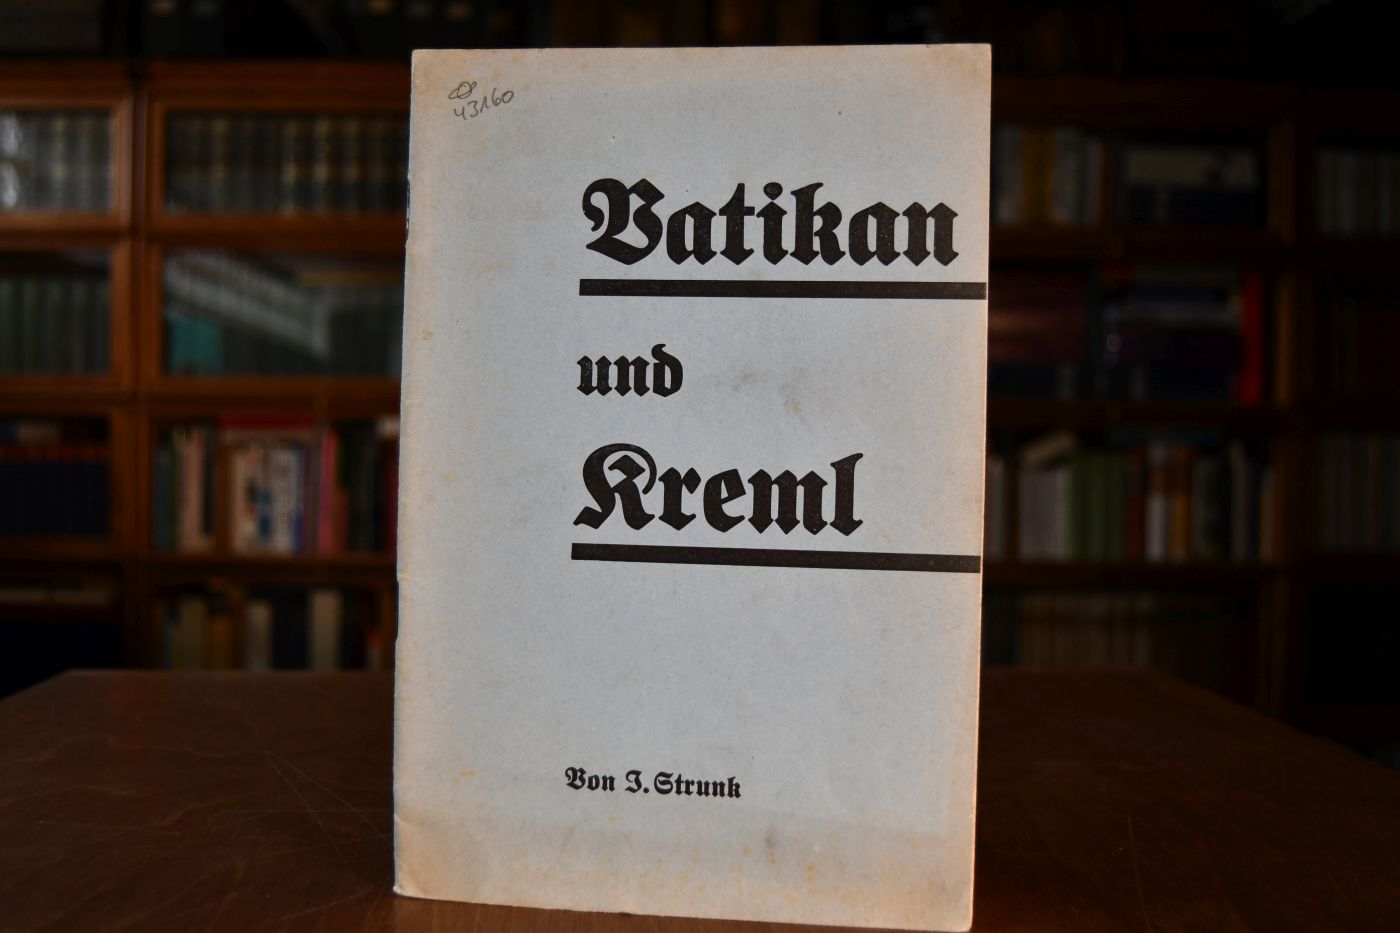 43160
Vatikan
und
Kreml
Von J. Strunk